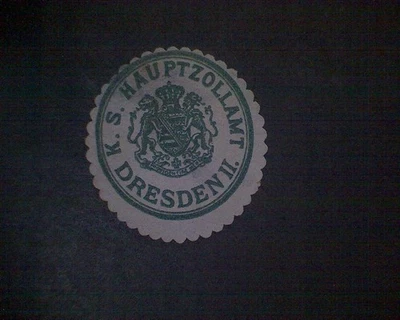 K. S. HAUPTZOLLAMT
DRESDEN II.